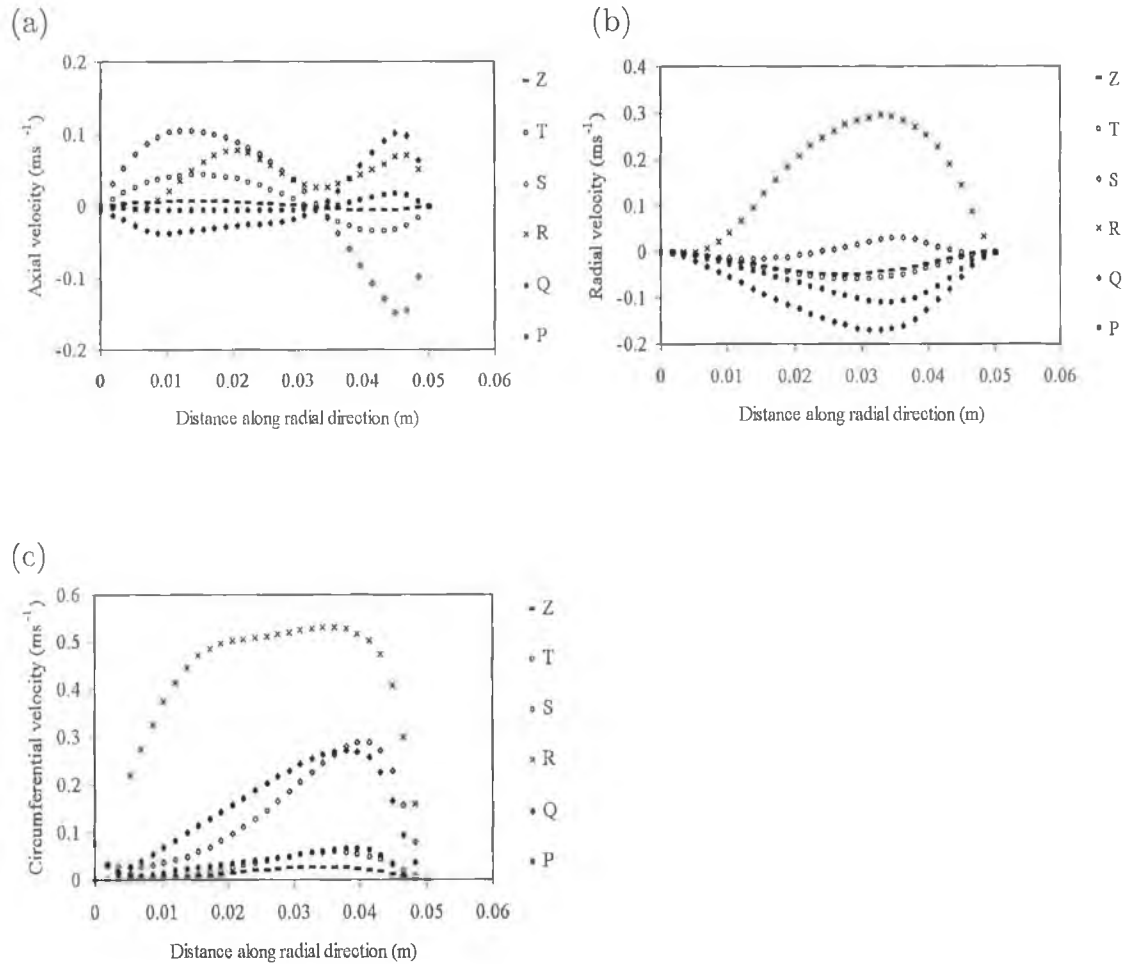 (a)
(b)
0.2
0.1
0
-0.1
-0.2
Axial velocity (ms⁻¹)
0
0.01
0.02
0.03
0.04
0.05
0.06
Distance along radial direction (m)
Z
T
S
R
Q
P
0.4
0.3
0.2
0.1
0
-0.1
-0.2
Radial velocity (ms⁻¹)
0
0.01
0.02
0.03
0.04
0.05
0.06
Distance along radial direction (m)
Z
T
S
R
Q
P
(c)
0.6
0.5
0.4
0.3
0.2
0.1
0
Circumferential velocity (ms⁻¹)
0
0.01
0.02
0.03
0.04
0.05
0.06
Distance along radial direction (m)
Z
T
S
R
Q
P